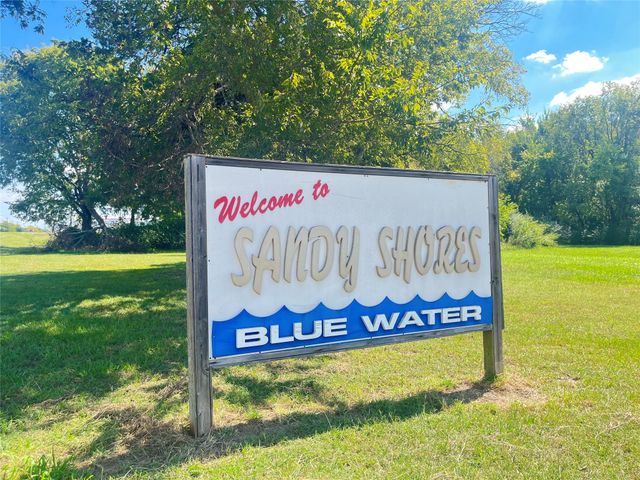 Welcome to
SANDY SHORES
BLUE WATER